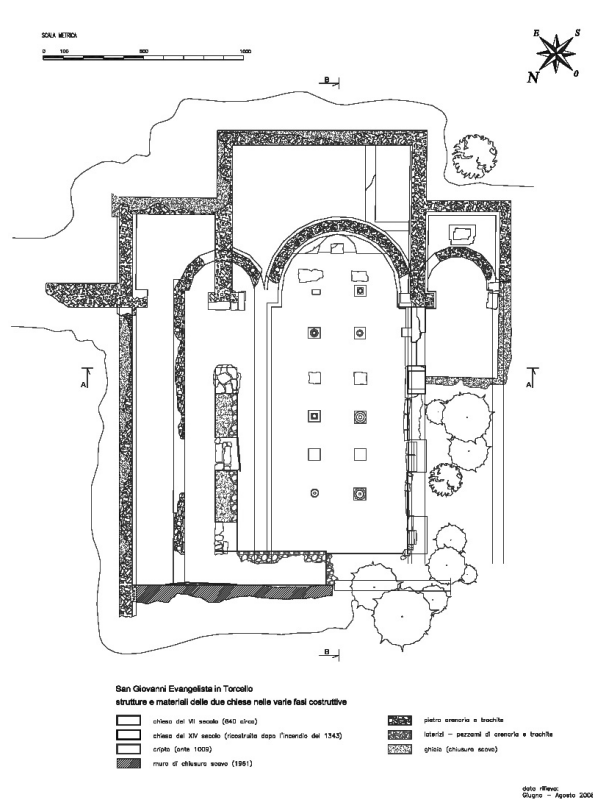 SCALA METRICA
0 100 500 1000
E S
N O
B
A A
B
San Giovanni Evangelista in Torcello
strutture e materiali delle due chiese nelle varie fasi costruttive
chiesa del VII secolo (640 circa)
chiesa del XIV secolo (ricostruita dopo l'incendio del 1343)
cripta (ante 1009)
muro di chiusura scavo (1961)
pietra arenaria e trachite
laterizi - pezzami di arenaria e trachite
ghiaia (chiusura scavo)
data rilievo:
Giugno - Agosto 2008